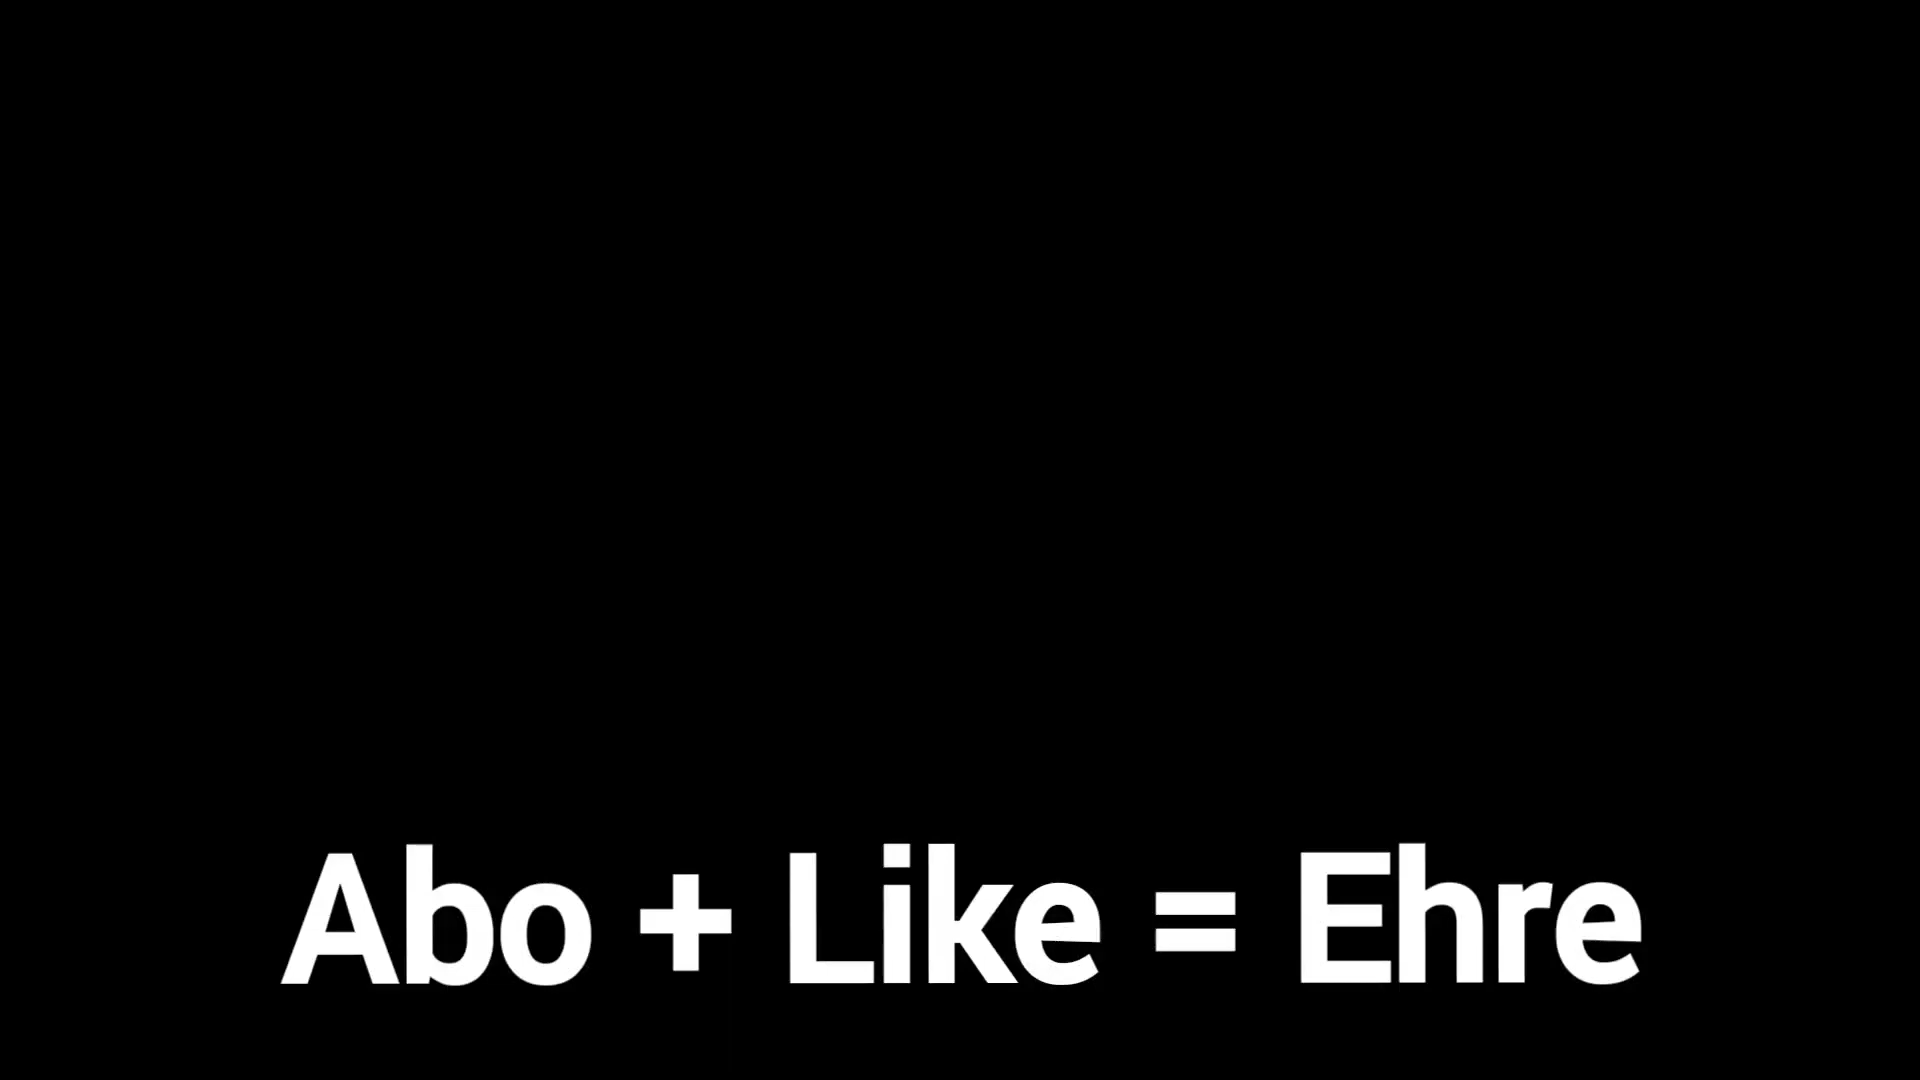 Abo + Like = Ehre